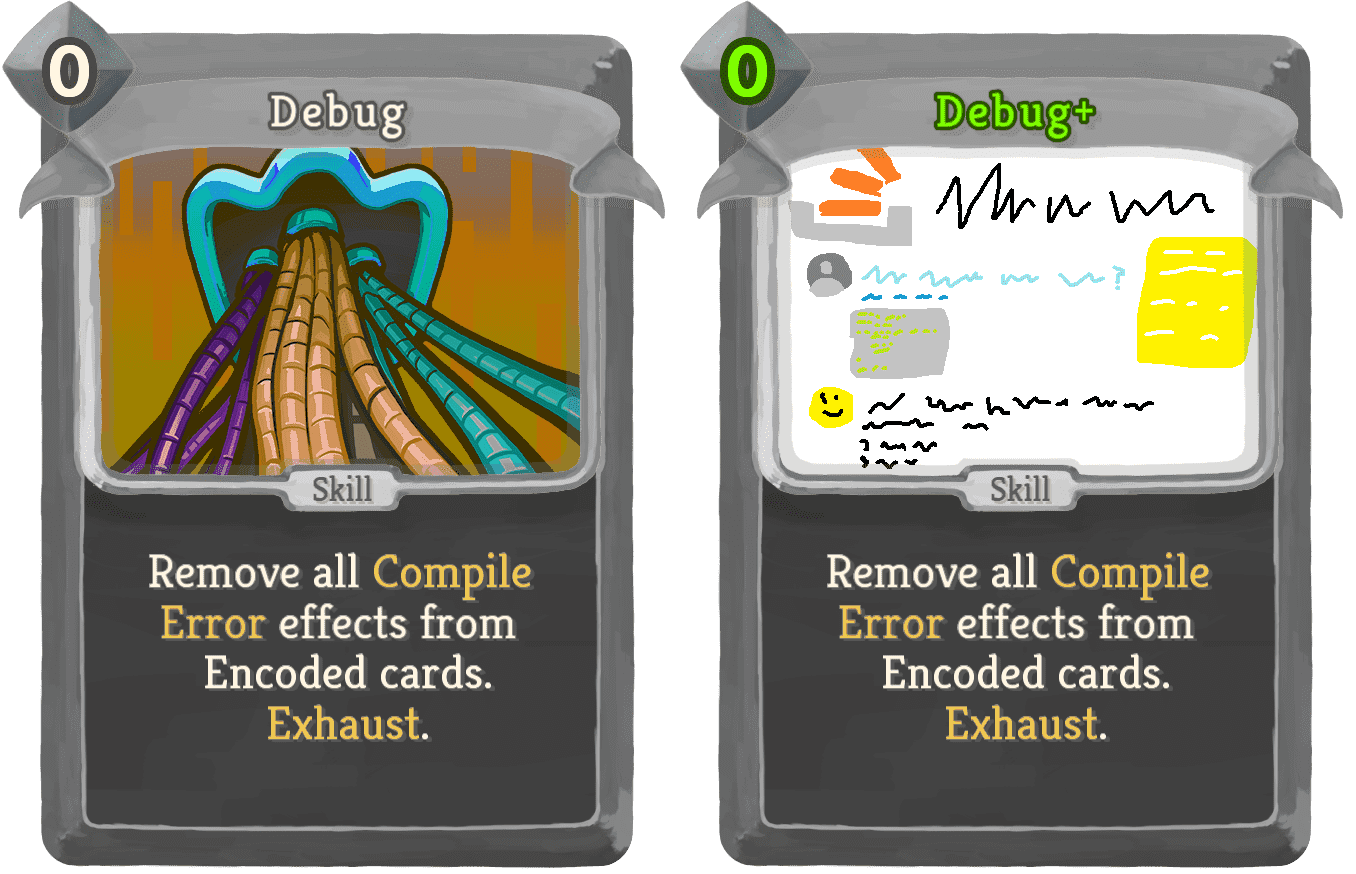 0
Debug
Skill
Remove all Compile
Error effects from
Encoded cards.
Exhaust.
0
Debug+
Skill
Remove all Compile
Error effects from
Encoded cards.
Exhaust.